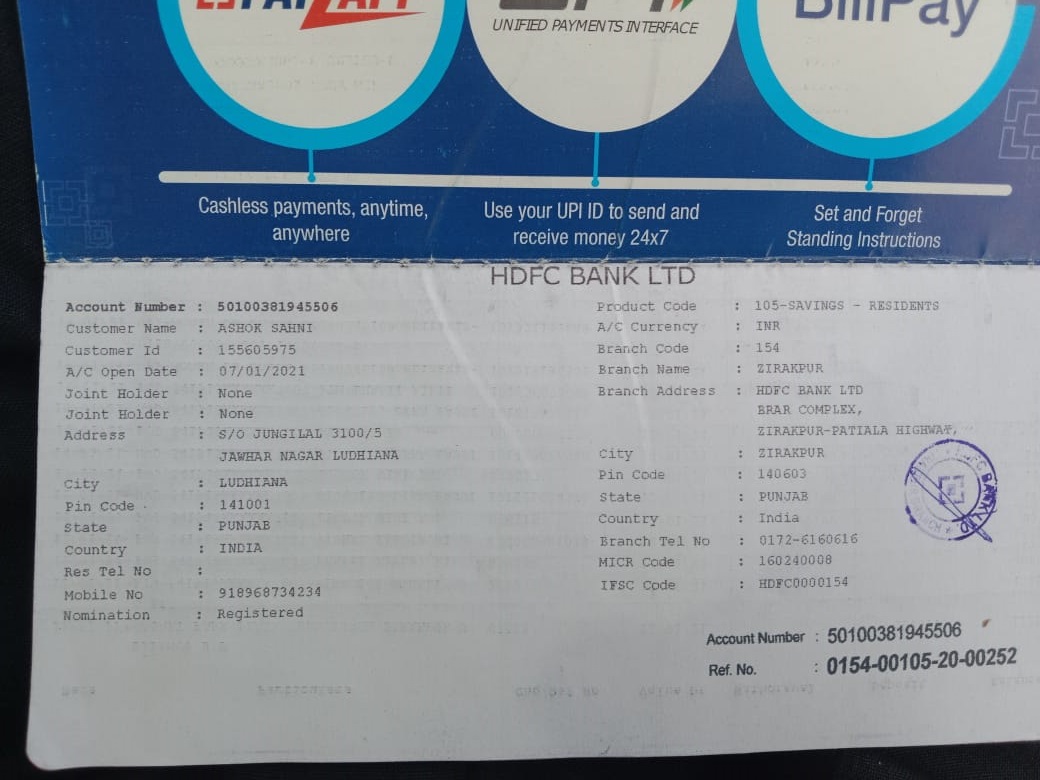 UNIFIED PAYMENTS INTERFACE
BillPay
Cashless payments, anytime,
anywhere
Use your UPI ID to send and
receive money 24x7
Set and Forget
Standing Instructions
HDFC BANK LTD
Account Number : 50100381945506
Customer Name : ASHOK SAHNI
Customer Id : 155605975
A/C Open Date : 07/01/2021
Joint Holder : None
Joint Holder : None
Address : S/O JUNGILAL 3100/5
JAWHAR NAGAR LUDHIANA
City : LUDHIANA
Pin Code : 141001
State : PUNJAB
Country : INDIA
Res Tel No :
Mobile No : 918968734234
Nomination : Registered
Product Code : 105-SAVINGS - RESIDENTS
A/C Currency : INR
Branch Code : 154
Branch Name : ZIRAKPUR
Branch Address : HDFC BANK LTD
BRAR COMPLEX,
ZIRAKPUR-PATIALA HIGHWAY,
City : ZIRAKPUR
Pin Code : 140603
State : PUNJAB
Country : India
Branch Tel No : 0172-6160616
MICR Code : 160240008
IFSC Code : HDFC0000154
Account Number : 50100381945506
Ref. No. : 0154-00105-20-00252